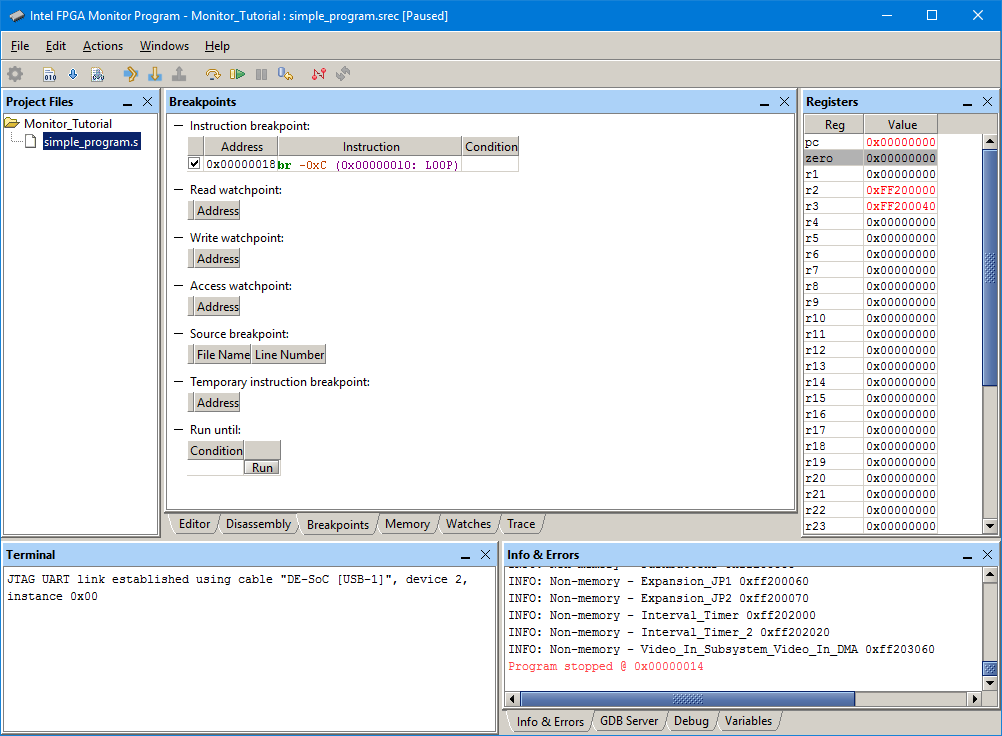 Intel FPGA Monitor Program - Monitor_Tutorial : simple_program.srec [Paused]
File Edit Actions Windows Help
Project Files
Monitor_Tutorial
simple_program.s
Breakpoints
Instruction breakpoint:
Address Instruction Condition
0x00000018 br -0xC (0x00000010: LOOP)
Read watchpoint:
Address
Write watchpoint:
Address
Access watchpoint:
Address
Source breakpoint:
File Name Line Number
Temporary instruction breakpoint:
Address
Run until:
Condition
Run
Editor Disassembly Breakpoints Memory Watches Trace
Registers
Reg Value
pc 0x00000000
zero 0x00000000
r1 0x00000000
r2 0xFF200000
r3 0xFF200040
r4 0x00000000
r5 0x00000000
r6 0x00000000
r7 0x00000000
r8 0x00000000
r9 0x00000000
r10 0x00000000
r11 0x00000000
r12 0x00000000
r13 0x00000000
r14 0x00000000
r15 0x00000000
r16 0x00000000
r17 0x00000000
r18 0x00000000
r19 0x00000000
r20 0x00000000
r21 0x00000000
r22 0x00000000
r23 0x00000000
Terminal
JTAG UART link established using cable "DE-SoC [USB-1]", device 2,
instance 0x00
Info & Errors
INFO: Non-memory - Expansion_JP1 0xff200060
INFO: Non-memory - Expansion_JP2 0xff200070
INFO: Non-memory - Interval_Timer 0xff202000
INFO: Non-memory - Interval_Timer_2 0xff202020
INFO: Non-memory - Video_In_Subsystem_Video_In_DMA 0xff203060
Program stopped @ 0x00000014
Info & Errors GDB Server Debug Variables